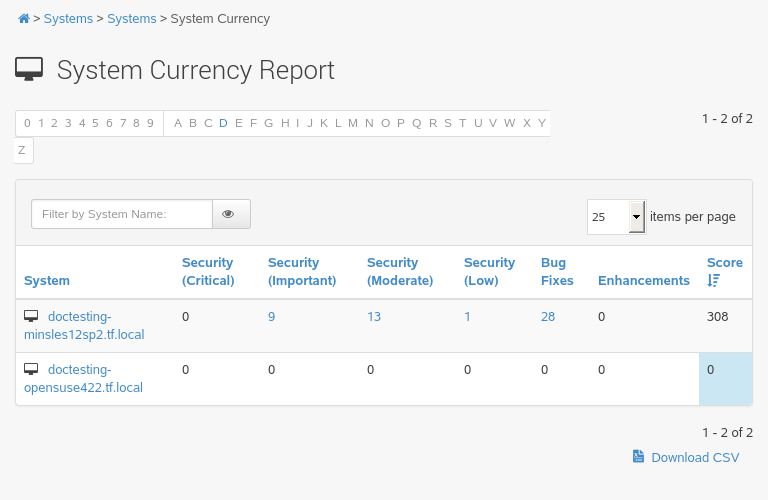 > Systems > Systems > System Currency
System Currency Report
0 1 2 3 4 5 6 7 8 9 A B C D E F G H I J K L M N O P Q R S T U V W X Y
Z
1 - 2 of 2
Filter by System Name:
25 items per page
System Security (Critical) Security (Important) Security (Moderate) Security (Low) Bug Fixes Enhancements Score
doctesting-
minsles12sp2.tf.local 0 9 13 1 28 0 308
doctesting-
opensuse422.tf.local 0 0 0 0 0 0 0
1 - 2 of 2
Download CSV